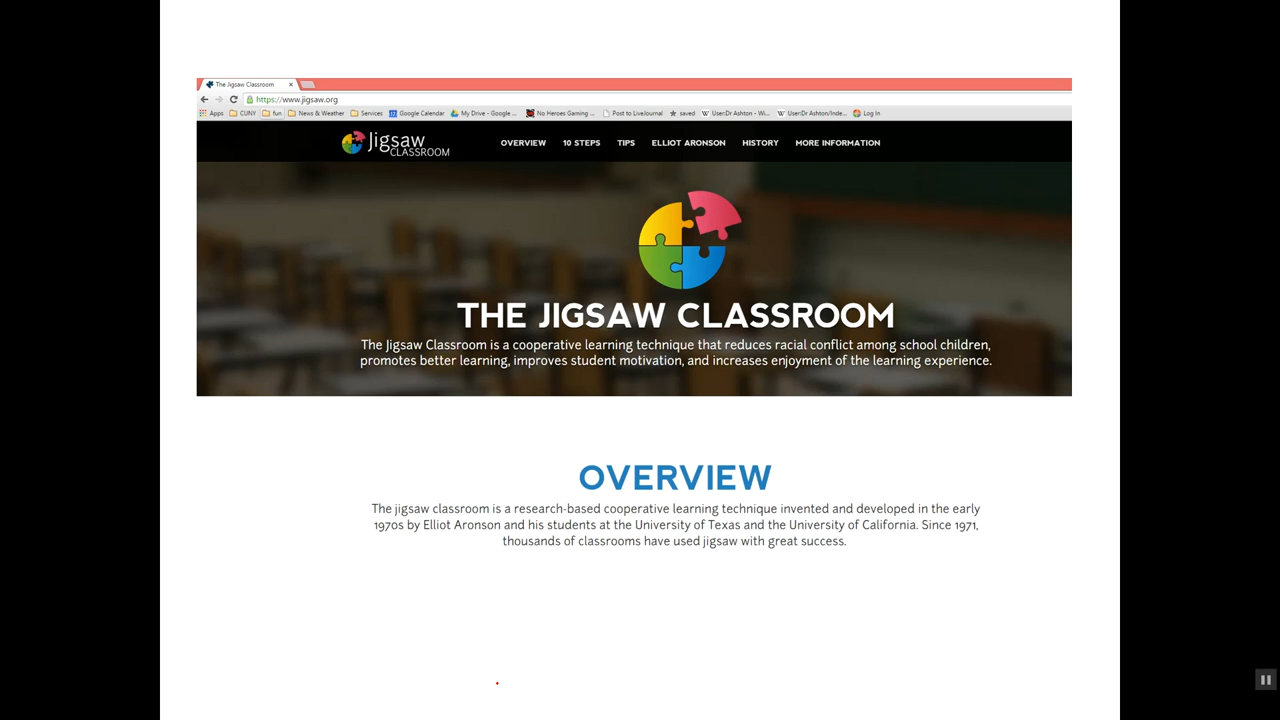 The Jigsaw Classroom
https://www.jigsaw.org
Apps CUNY fun News & Weather Services Google Calendar My Drive - Google ... No Heroes Gaming ... Post to LiveJournal saved User:Dr Ashton - Wi... User:Dr Ashton/Inde... Log In
Jigsaw
CLASSROOM
OVERVIEW 10 STEPS TIPS ELLIOT ARONSON HISTORY MORE INFORMATION
THE JIGSAW CLASSROOM
The Jigsaw Classroom is a cooperative learning technique that reduces racial conflict among school children,
promotes better learning, improves student motivation, and increases enjoyment of the learning experience.
OVERVIEW
The jigsaw classroom is a research-based cooperative learning technique invented and developed in the early
1970s by Elliot Aronson and his students at the University of Texas and the University of California. Since 1971,
thousands of classrooms have used jigsaw with great success.